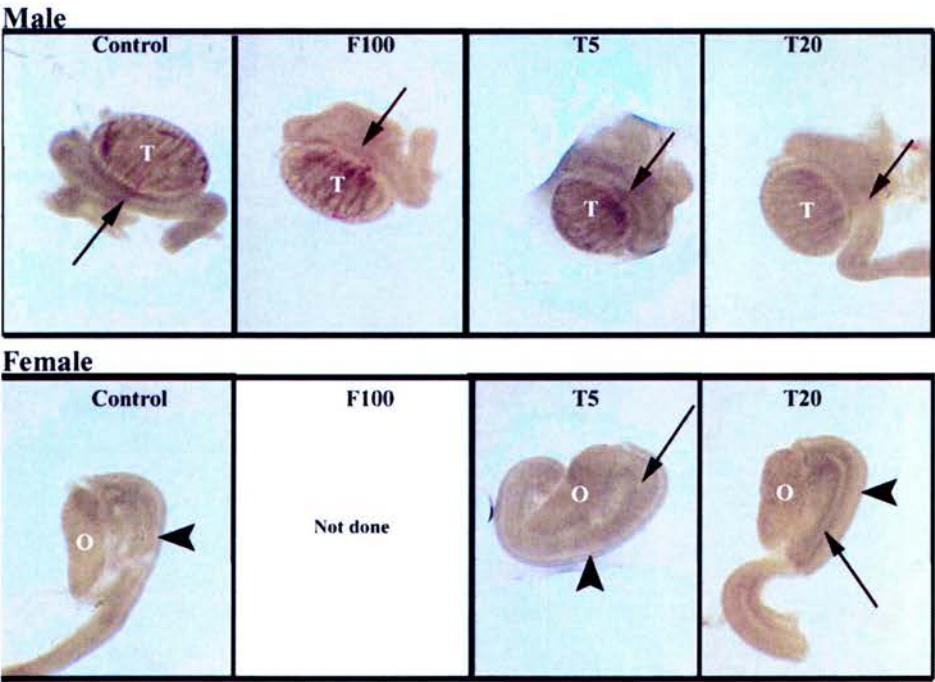 Male
Control F100 T5 T20
T T T T
Female
Control F100 T5 T20
O Not done O O